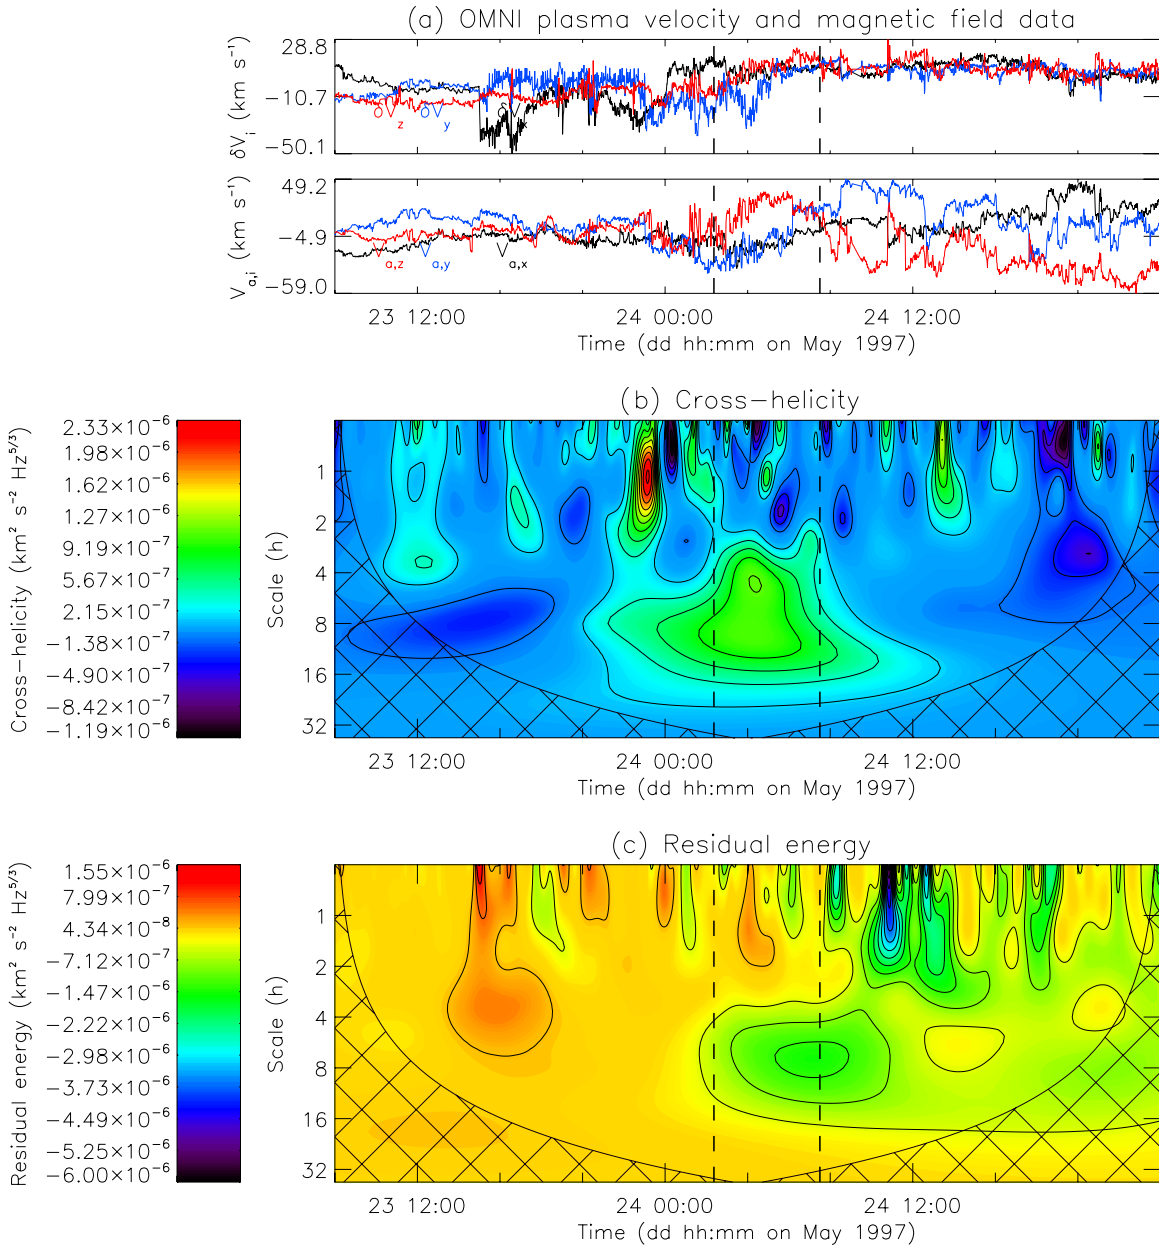 (a) OMNI plasma velocity and magnetic field data
δVᵢ (km s⁻¹)
28.8
−10.7
−50.1
δV_z δV_y δV_x
V_a,i (km s⁻¹)
49.2
−4.9
−59.0
V_a,z V_a,y V_a,x
23 12:00 24 00:00 24 12:00
Time (dd hh:mm on May 1997)
(b) Cross−helicity
Cross−helicity (km² s⁻² Hz⁵ᐟ³)
2.33×10⁻⁶
1.98×10⁻⁶
1.62×10⁻⁶
1.27×10⁻⁶
9.19×10⁻⁷
5.67×10⁻⁷
2.15×10⁻⁷
−1.38×10⁻⁷
−4.90×10⁻⁷
−8.42×10⁻⁷
−1.19×10⁻⁶
Scale (h)
1
2
4
8
16
32
23 12:00 24 00:00 24 12:00
Time (dd hh:mm on May 1997)
(c) Residual energy
Residual energy (km² s⁻² Hz⁵ᐟ³)
1.55×10⁻⁶
7.99×10⁻⁷
4.34×10⁻⁸
−7.12×10⁻⁷
−1.47×10⁻⁶
−2.22×10⁻⁶
−2.98×10⁻⁶
−3.73×10⁻⁶
−4.49×10⁻⁶
−5.25×10⁻⁶
−6.00×10⁻⁶
Scale (h)
1
2
4
8
16
32
23 12:00 24 00:00 24 12:00
Time (dd hh:mm on May 1997)